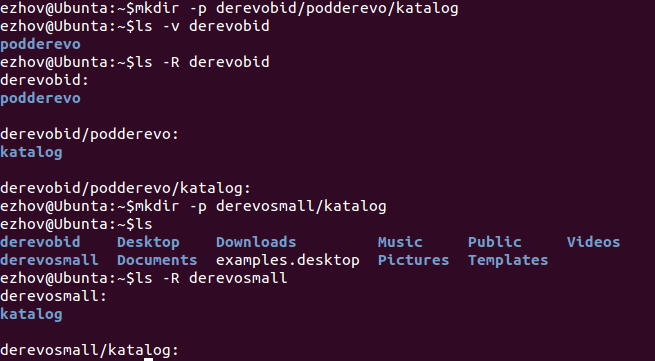 ezhov@Ubunta:~$mkdir -p derevobid/podderevo/katalog
ezhov@Ubunta:~$ls -v derevobid
podderevo
ezhov@Ubunta:~$ls -R derevobid
derevobid:
podderevo
derevobid/podderevo:
katalog
derevobid/podderevo/katalog:
ezhov@Ubunta:~$mkdir -p derevosmall/katalog
ezhov@Ubunta:~$ls
derevobid Desktop Downloads Music Public Videos
derevosmall Documents examples.desktop Pictures Templates
ezhov@Ubunta:~$ls -R derevosmall
derevosmall:
katalog
derevosmall/katalog: